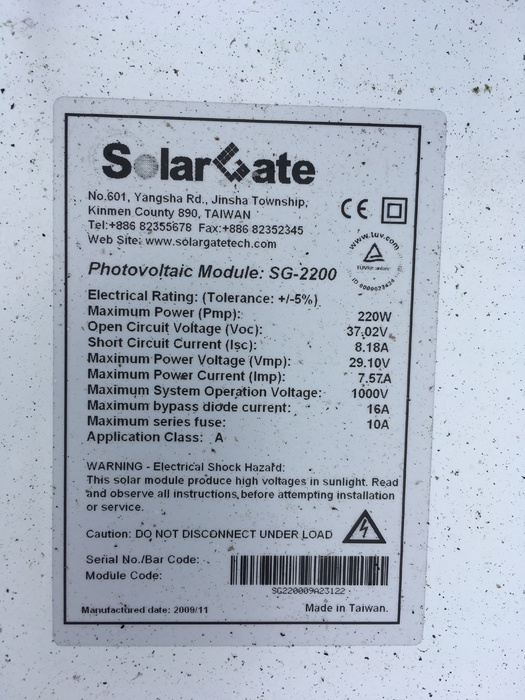 SolarGate
No.601, Yangsha Rd., Jinsha Township,
Kinmen County 890, TAIWAN
Tel:+886 82355678 Fax:+886 82352345
Web Site: www.solargatetech.com
CE
www.tuv.com
TÜVRheinland
Photovoltaic Module: SG-2200
Electrical Rating: (Tolerance: +/-5%)
Maximum Power (Pmp): 220W
Open Circuit Voltage (Voc): 37.02V
Short Circuit Current (Isc): 8.18A
Maximum Power Voltage (Vmp): 29.10V
Maximum Power Current (Imp): 7.57A
Maximum System Operation Voltage: 1000V
Maximum bypass diode current: 16A
Maximum series fuse: 10A
Application Class: A
WARNING - Electrical Shock Hazard:
This solar module produce high voltages in sunlight. Read
and observe all instructions, before attempting installation
or service.
Caution: DO NOT DISCONNECT UNDER LOAD
Serial No./Bar Code:
Module Code:
SG220009A23122
Manufactured date: 2009/11 Made in Taiwan.